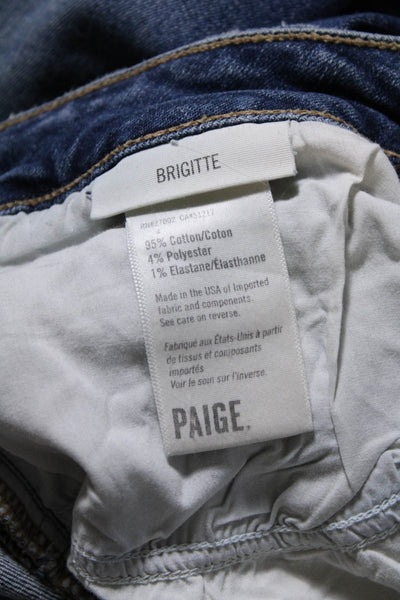 BRIGITTE
95% Cotton/Coton
4% Polyester
1% Elastane/Élasthanne
Made in the USA of imported
fabric and components.
See care on reverse.
Fabriqué aux États-Unis à partir
de tissus et composants
importés
Voir le soin sur l'inverse.
PAIGE.